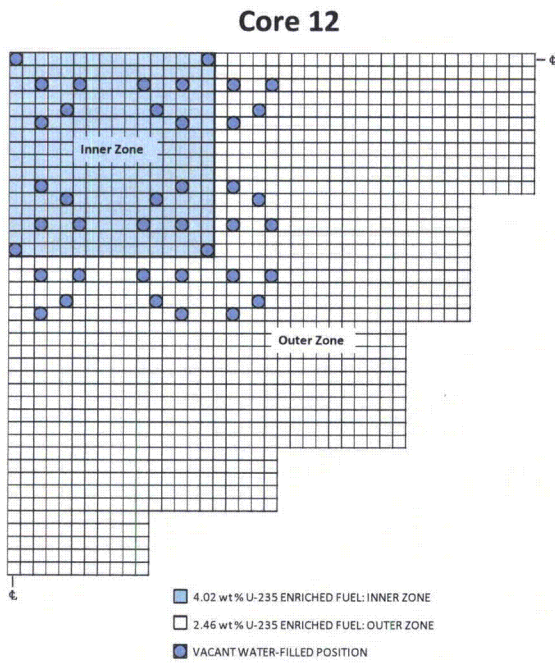 Core 12
℄
Inner Zone
Outer Zone
℄
4.02 wt% U-235 ENRICHED FUEL: INNER ZONE
2.46 wt% U-235 ENRICHED FUEL: OUTER ZONE
VACANT WATER-FILLED POSITION